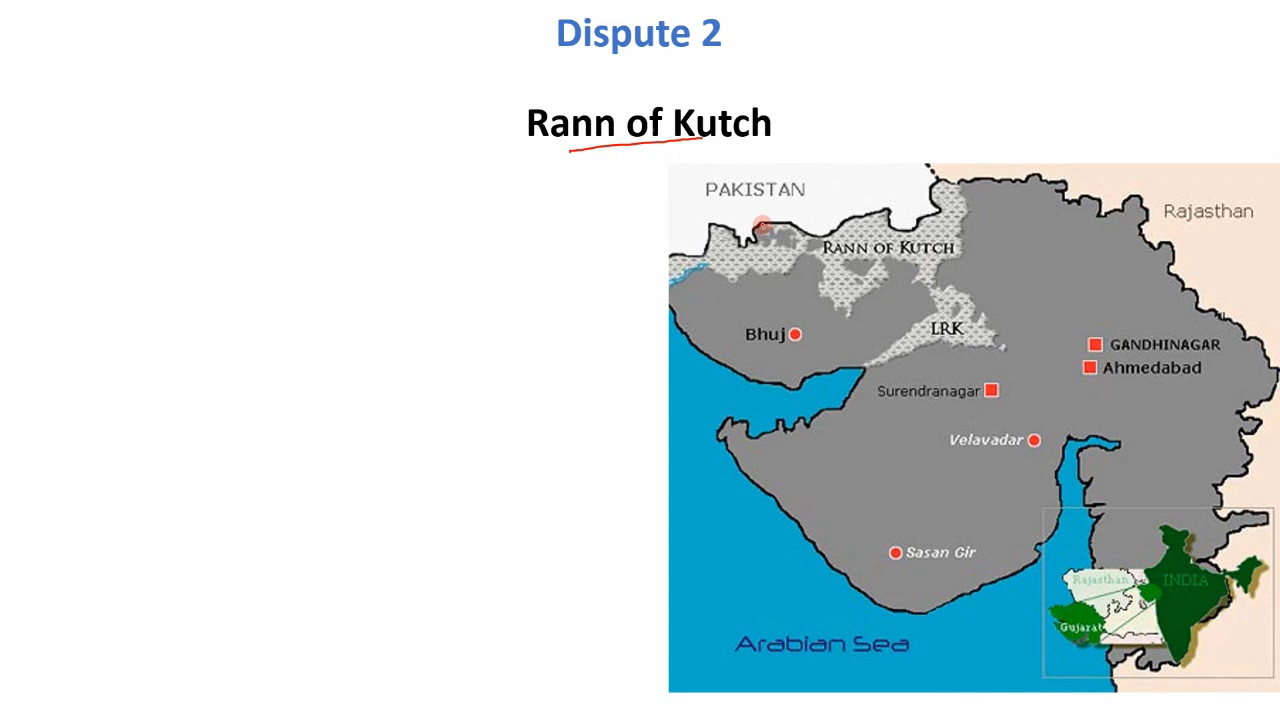 Dispute 2
Rann of Kutch
PAKISTAN
Rajasthan
RANN OF KUTCH
LRK
Bhuj
GANDHINAGAR
Ahmedabad
Surendranagar
Velavadar
Sasan Gir
Rajasthan
INDIA
Gujarat
Arabian Sea